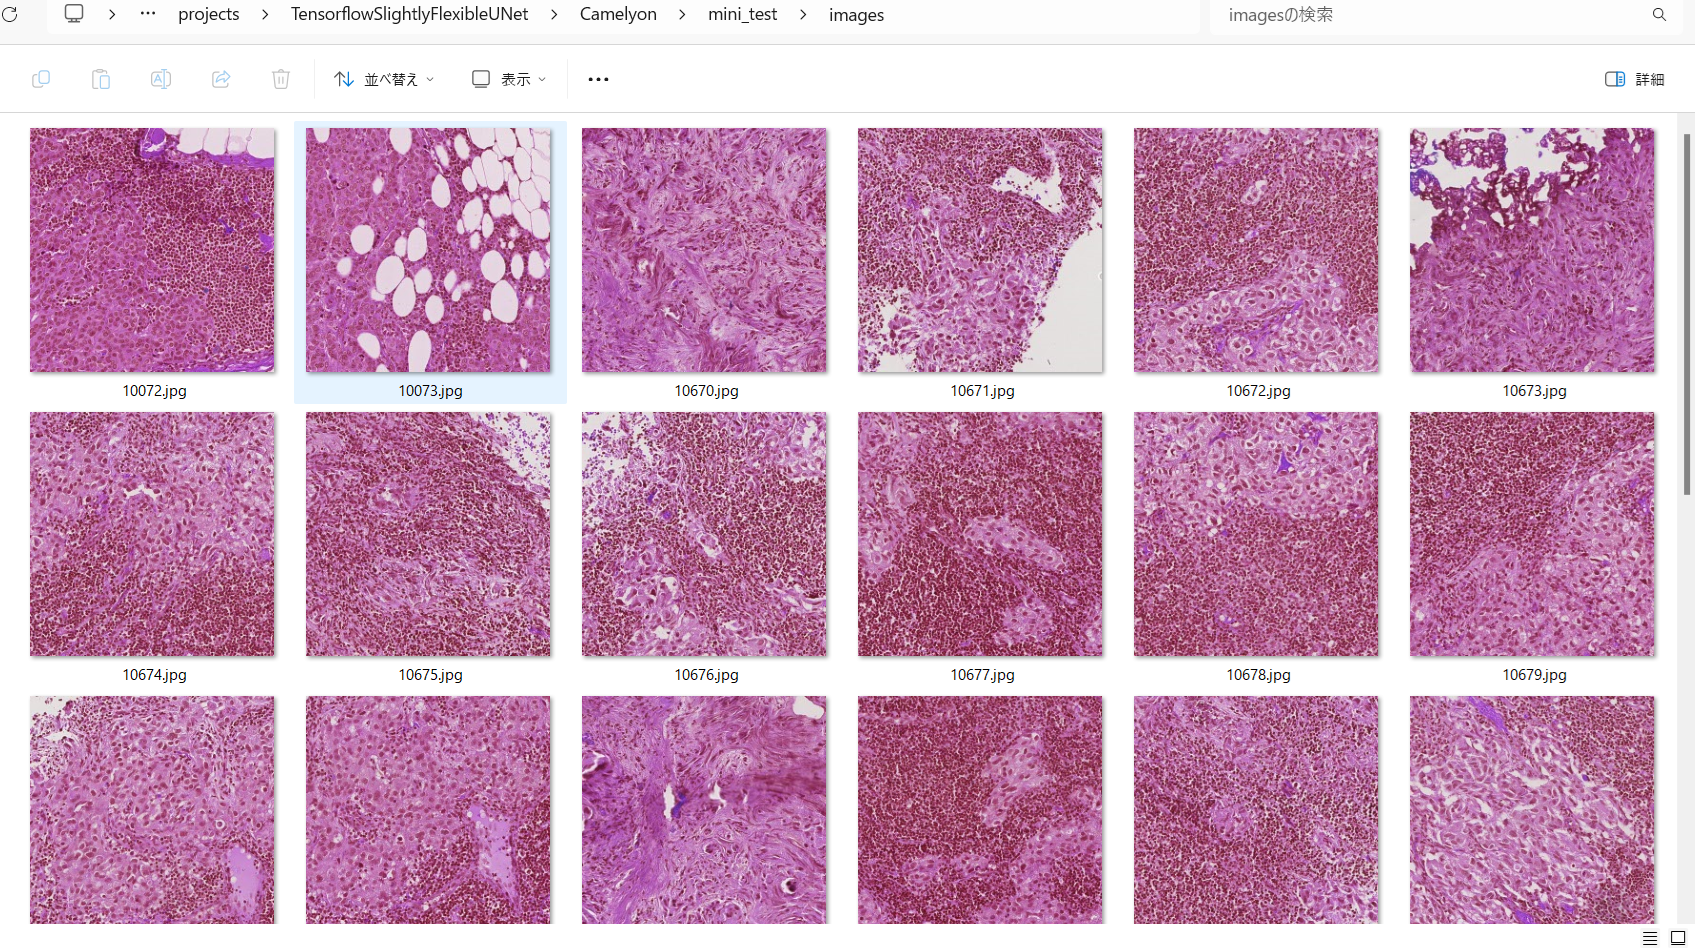 projects > TensorflowSlightlyFlexibleUNet > Camelyon > mini_test > images
imagesの検索
並べ替え
表示
詳細
10072.jpg
10073.jpg
10670.jpg
10671.jpg
10672.jpg
10673.jpg
10674.jpg
10675.jpg
10676.jpg
10677.jpg
10678.jpg
10679.jpg